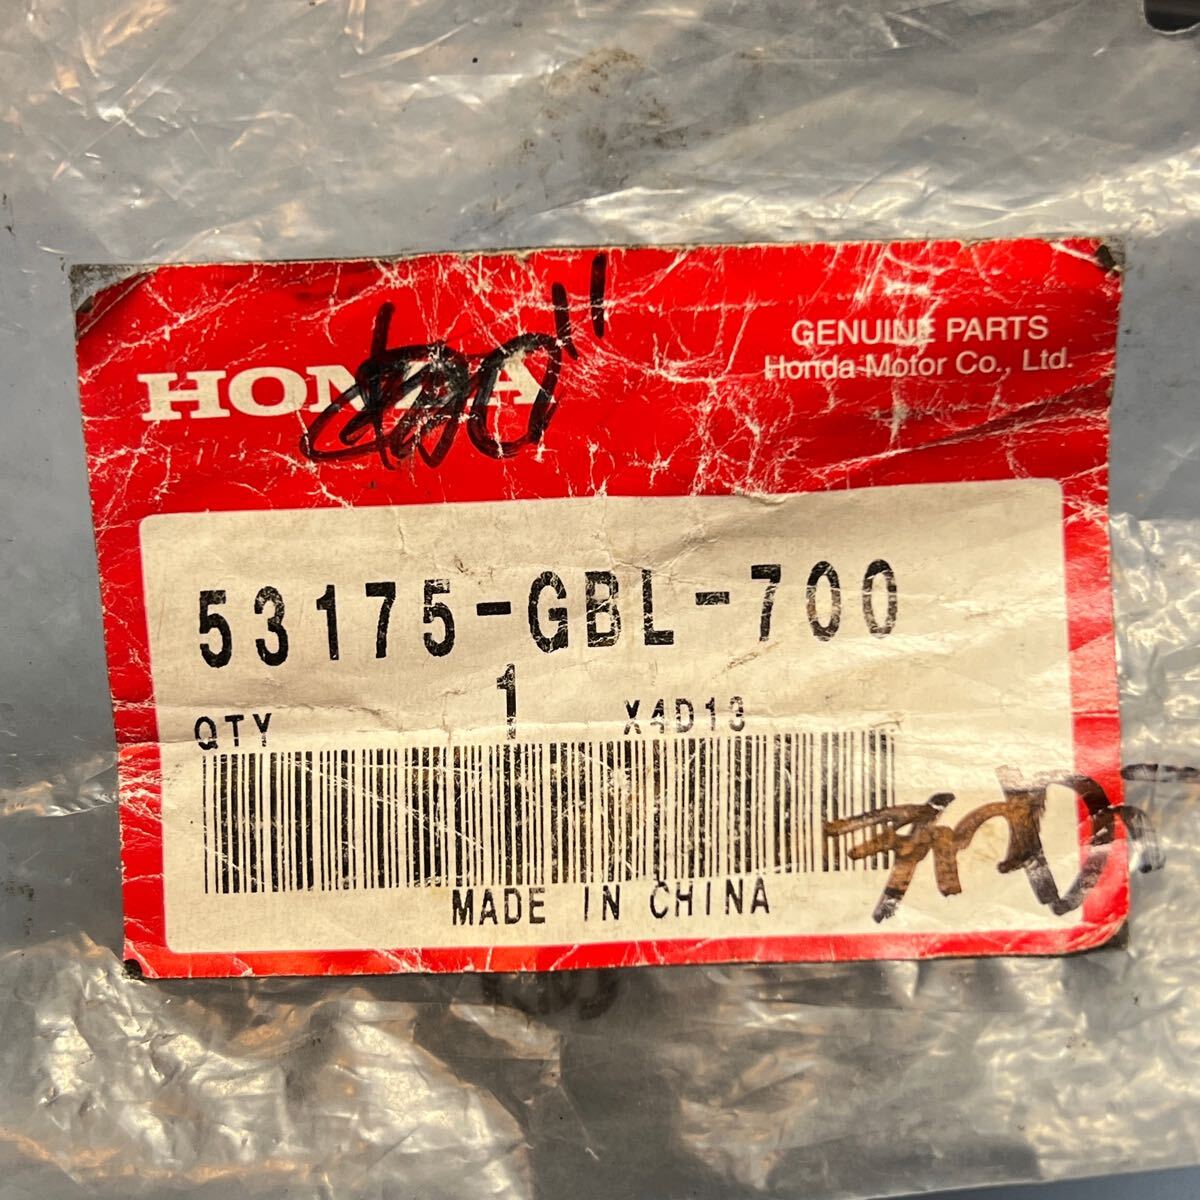 HONDA
GENUINE PARTS
Honda Motor Co., Ltd.
53175-GBL-700
QTY 1 X4D13
MADE IN CHINA